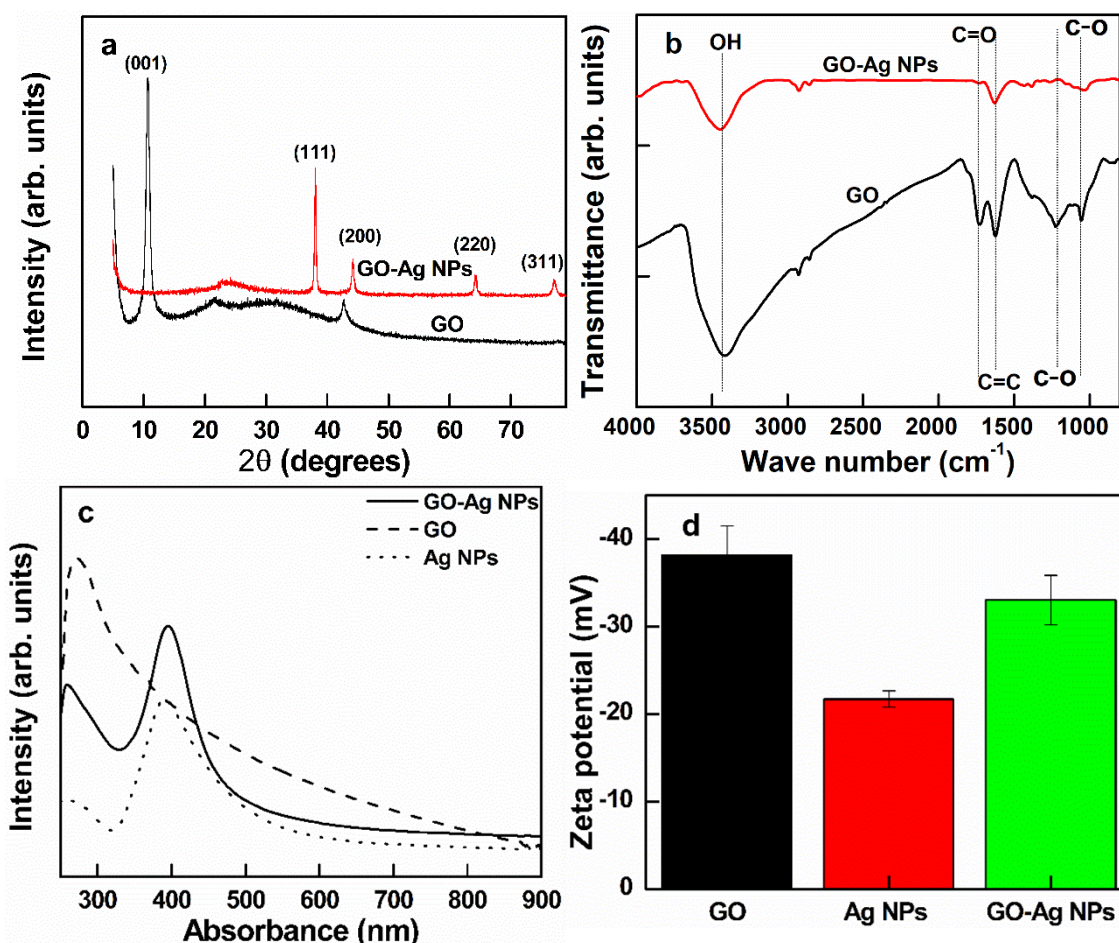 a
(001)
(111)
(200)
GO-Ag NPs
(220)
(311)
GO
Intensity (arb. units)
0 10 20 30 40 50 60 70
2θ (degrees)
b
OH
C=O
C–O
GO-Ag NPs
GO
C=C
C–O
Transmittance (arb. units)
4000 3500 3000 2500 2000 1500 1000
Wave number (cm-1)
c
GO-Ag NPs
GO
Ag NPs
Intensity (arb. units)
300 400 500 600 700 800 900
Absorbance (nm)
d
-40
-30
-20
-10
0
Zeta potential (mV)
GO Ag NPs GO-Ag NPs